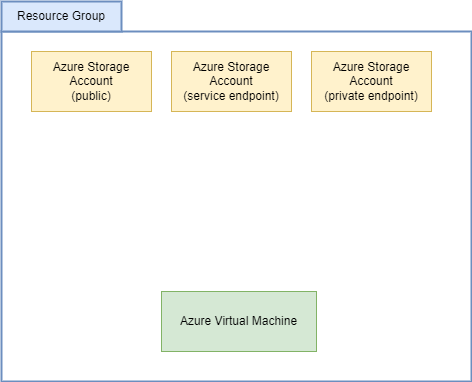 Resource Group
Azure Storage
Account
(public)
Azure Storage
Account
(service endpoint)
Azure Storage
Account
(private endpoint)
Azure Virtual Machine